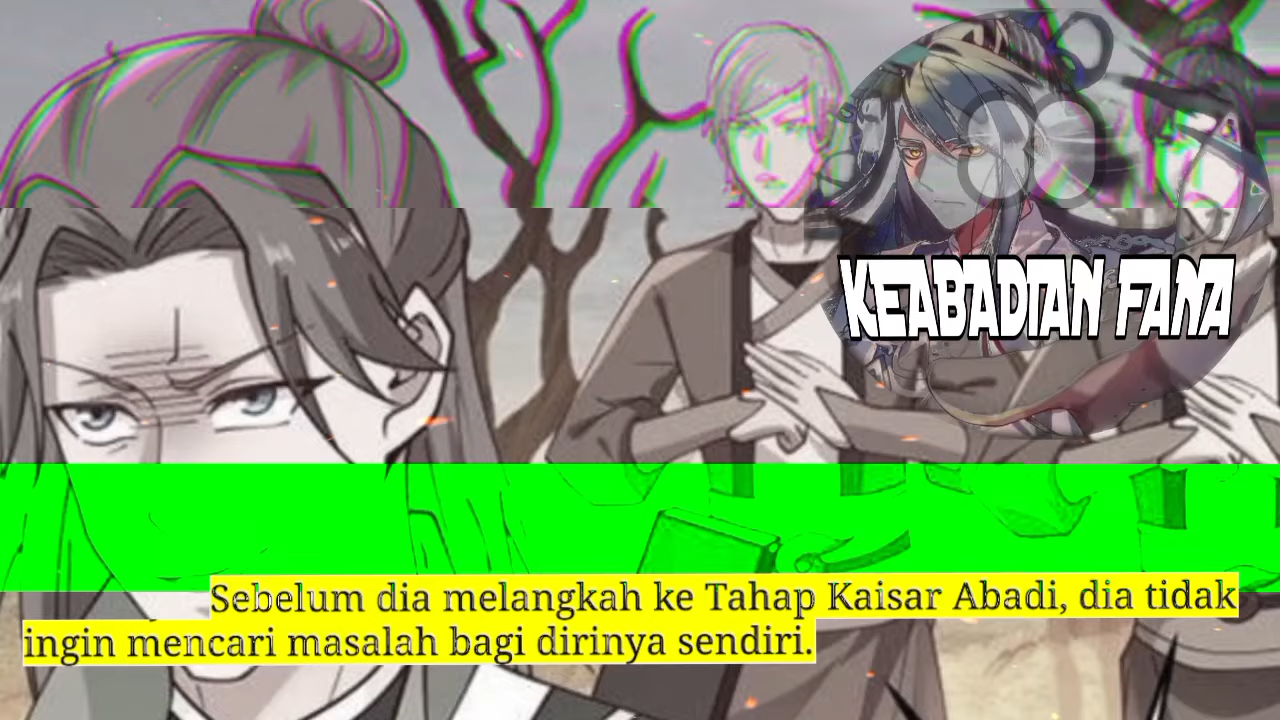 KEABADIAN FANA
Sebelum dia melangkah ke Tahap Kaisar Abadi, dia tidak
ingin mencari masalah bagi dirinya sendiri.